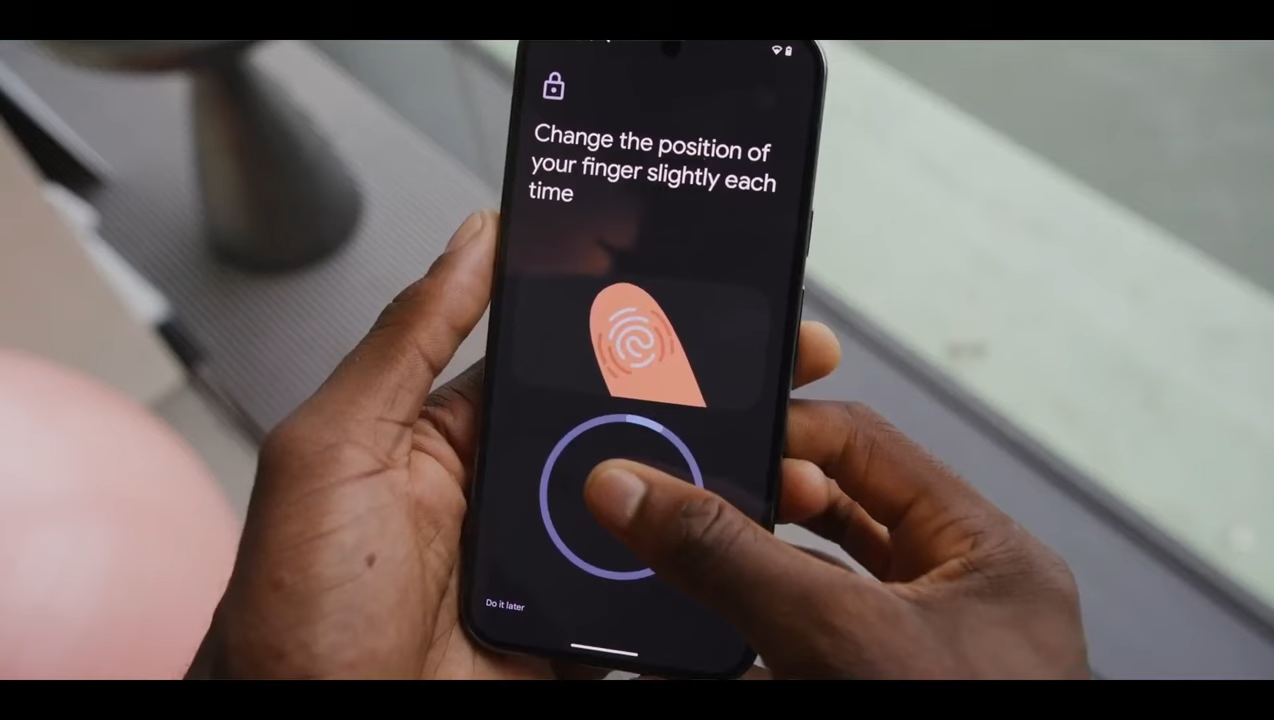 Change the position of
your finger slightly each
time
Do it later